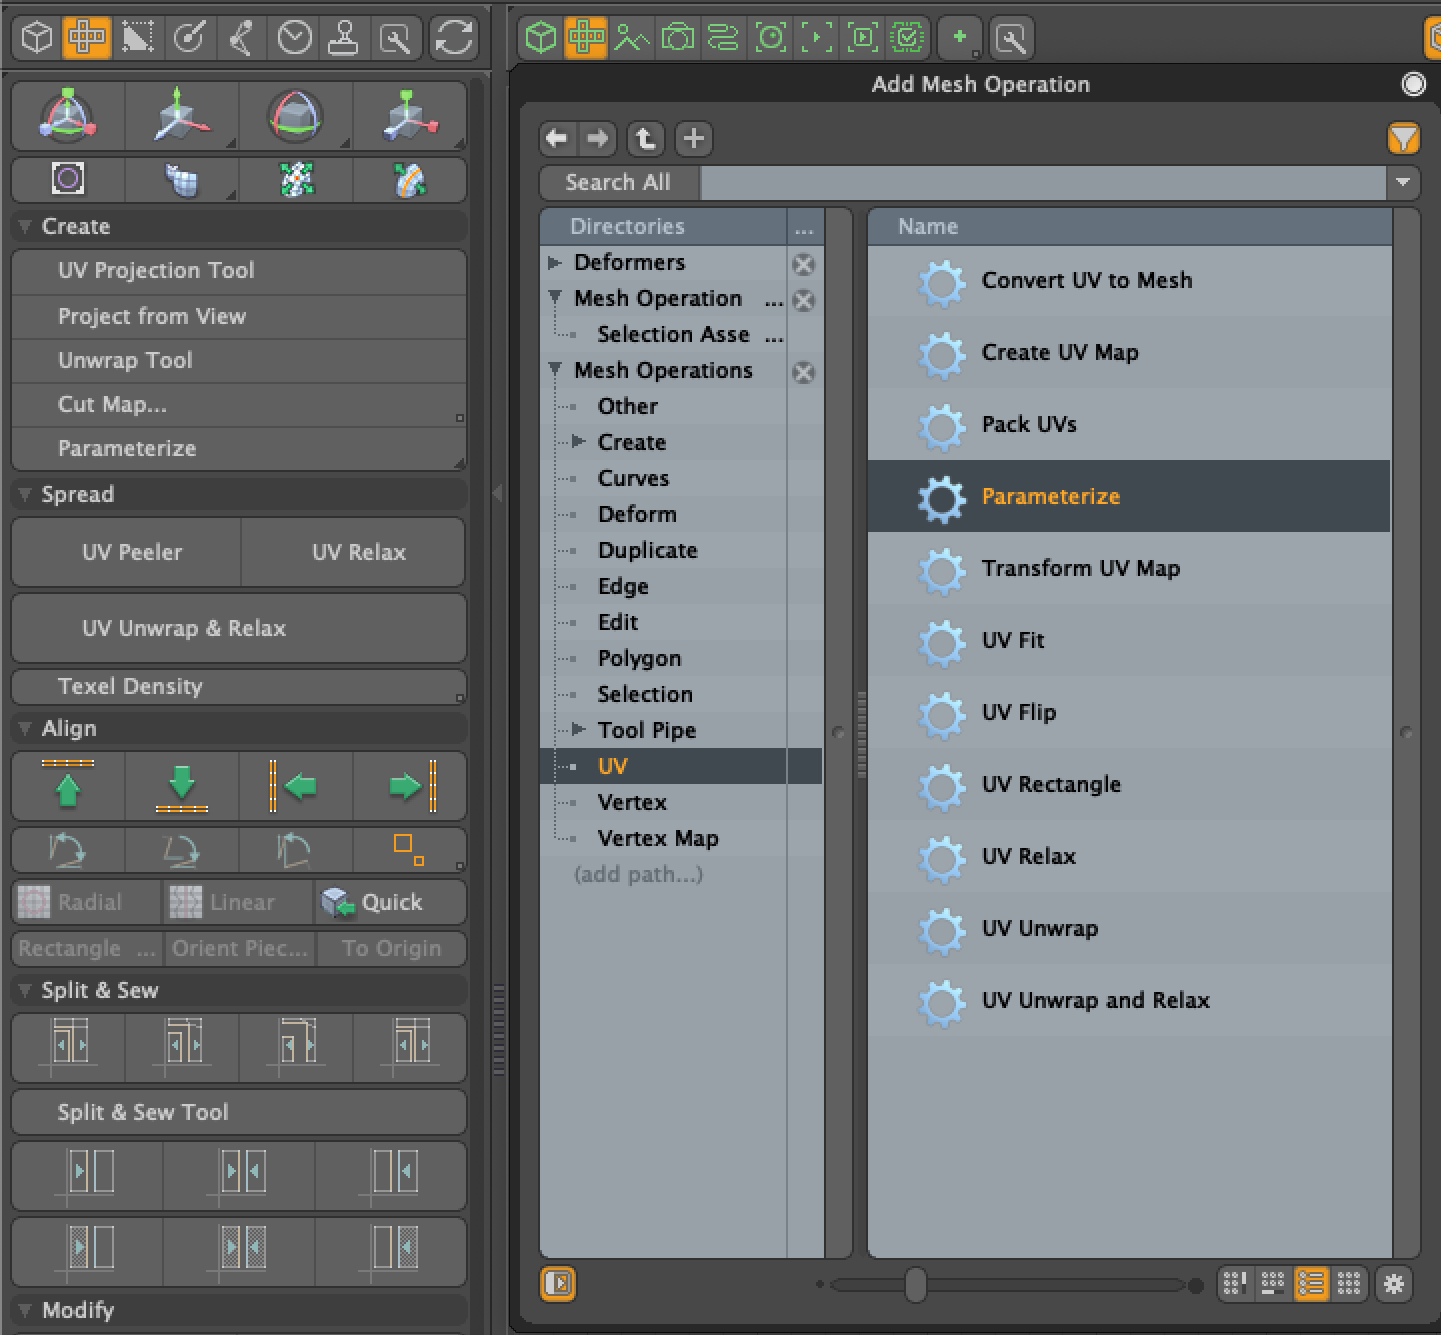 Add Mesh Operation
Create
UV Projection Tool
Project from View
Unwrap Tool
Cut Map...
Parameterize
Spread
UV Peeler
UV Relax
UV Unwrap & Relax
Texel Density
Align
Radial
Linear
Quick
Rectangle ...
Orient Piec...
To Origin
Split & Sew
Split & Sew Tool
Modify
Search All
Directories
...
Deformers
Mesh Operation ...
Selection Asse ...
Mesh Operations
Other
Create
Curves
Deform
Duplicate
Edge
Edit
Polygon
Selection
Tool Pipe
UV
Vertex
Vertex Map
(add path...)
Name
Convert UV to Mesh
Create UV Map
Pack UVs
Parameterize
Transform UV Map
UV Fit
UV Flip
UV Rectangle
UV Relax
UV Unwrap
UV Unwrap and Relax